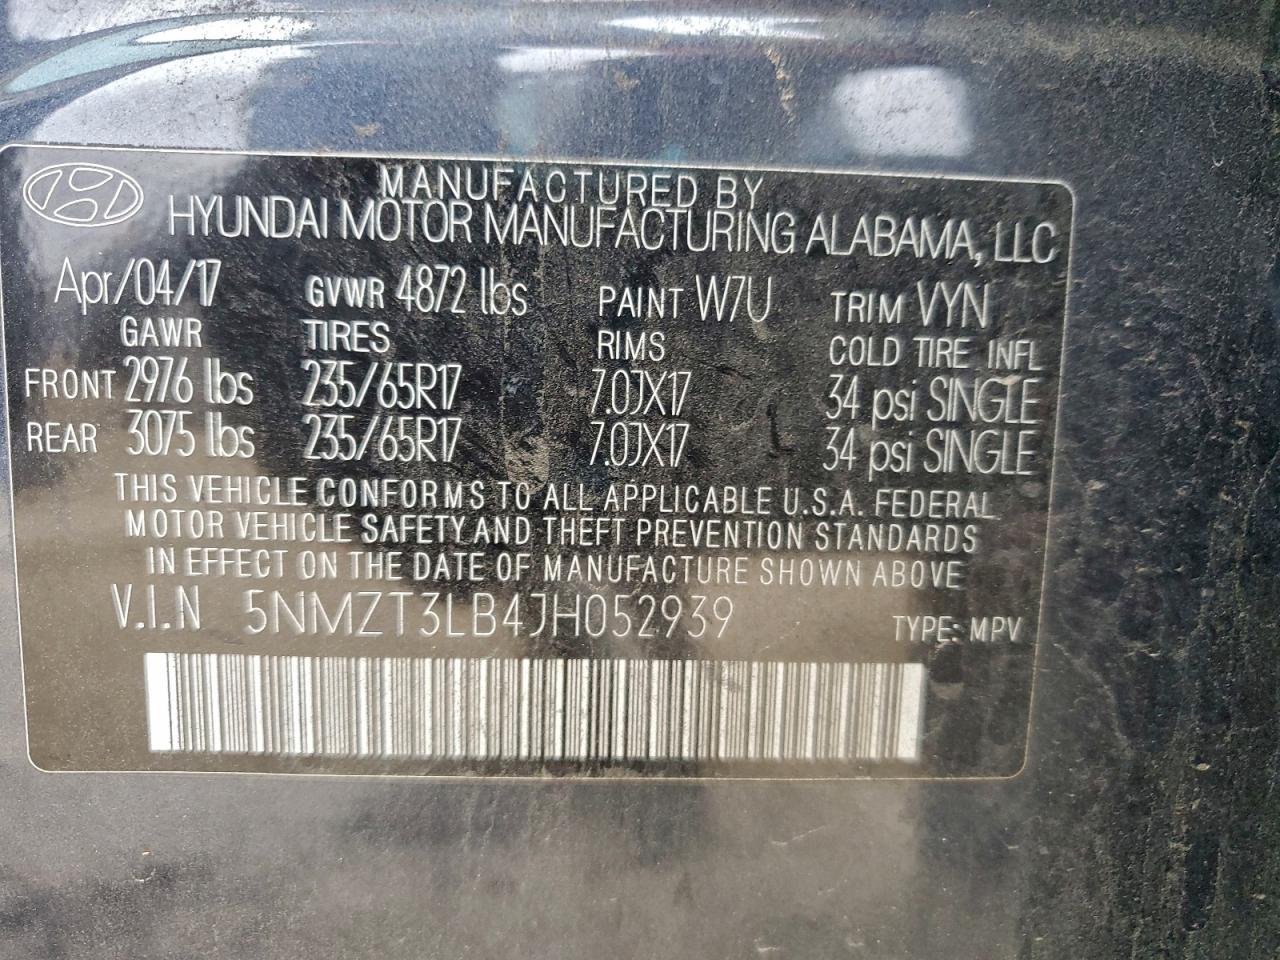 MANUFACTURED BY
HYUNDAI MOTOR MANUFACTURING ALABAMA, LLC
Apr/04/17 GVWR 4872 lbs PAINT W7U TRIM VYN
GAWR TIRES RIMS COLD TIRE INFL
FRONT 2976 lbs 235/65R17 7.0JX17 34 psi SINGLE
REAR 3075 lbs 235/65R17 7.0JX17 34 psi SINGLE
THIS VEHICLE CONFORMS TO ALL APPLICABLE U.S.A. FEDERAL
MOTOR VEHICLE SAFETY AND THEFT PREVENTION STANDARDS
IN EFFECT ON THE DATE OF MANUFACTURE SHOWN ABOVE
V.I.N 5NMZT3LB4JH052939 TYPE: MPV